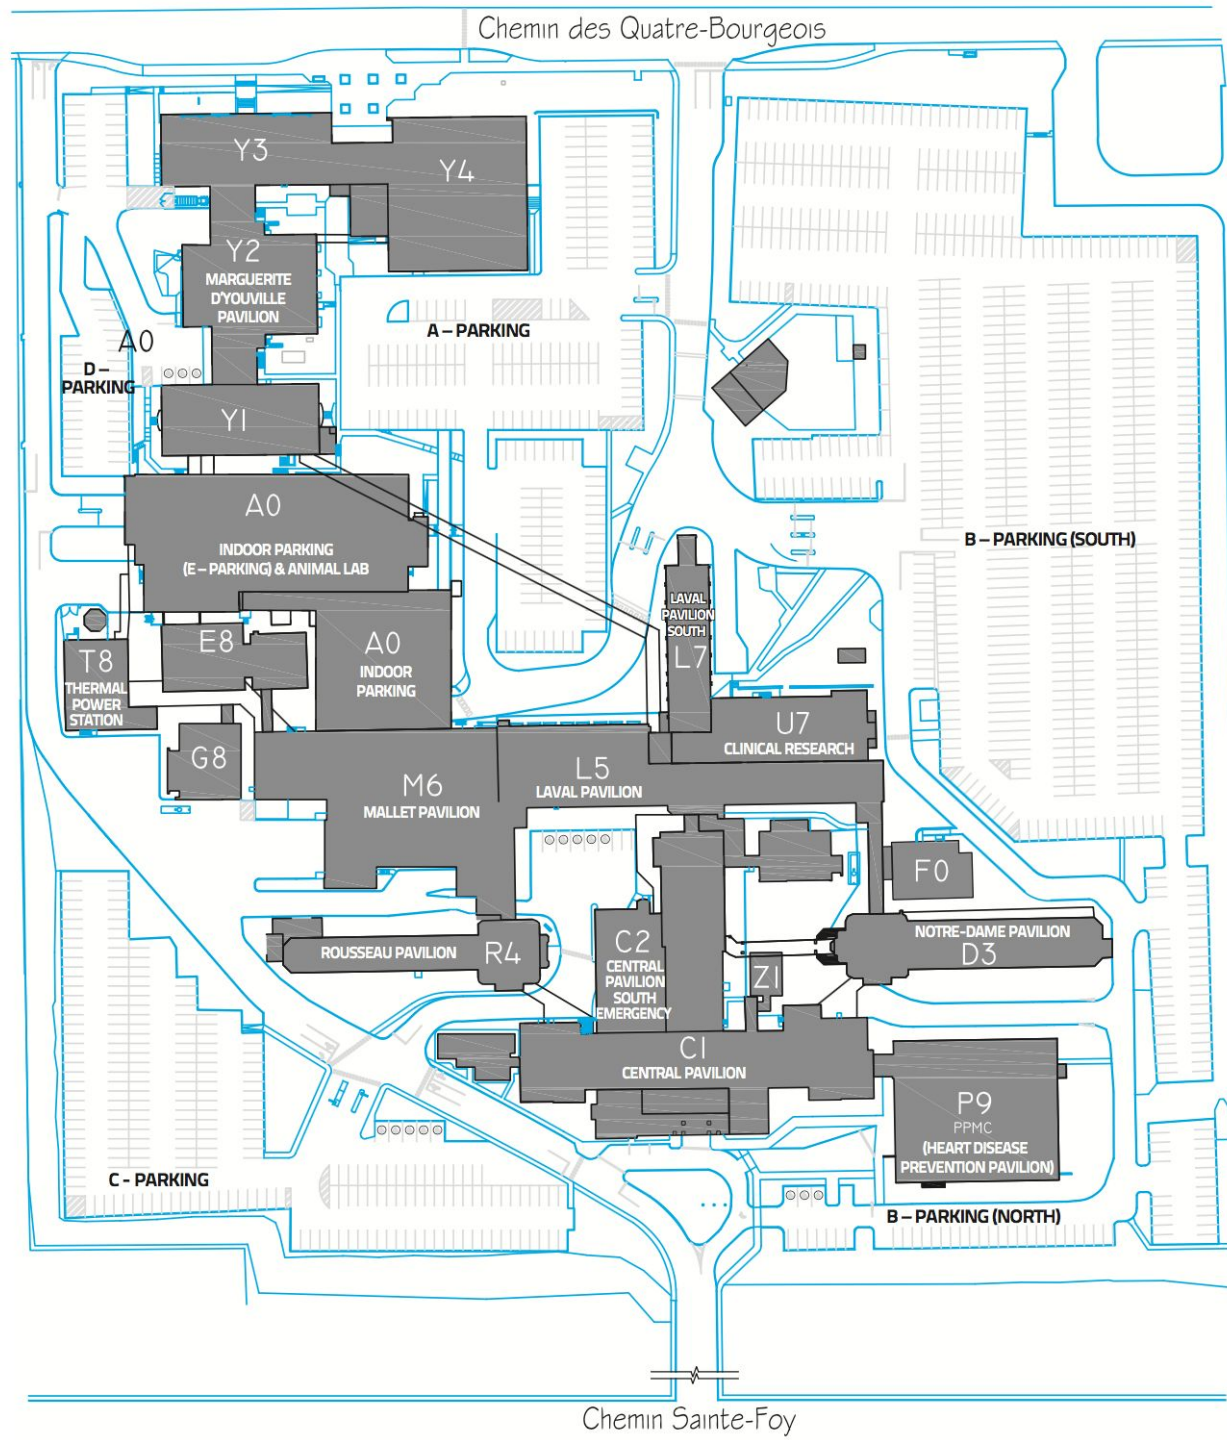 Chemin des Quatre-Bourgeois
Y3
Y4
Y2
MARGUERITE
D'YOUVILLE
PAVILION
A – PARKING
A0
D –
PARKING
Y1
A0
INDOOR PARKING
(E – PARKING) & ANIMAL LAB
B – PARKING (SOUTH)
LAVAL
PAVILION
SOUTH
L7
E8
A0
INDOOR
PARKING
T8
THERMAL
POWER
STATION
U7
CLINICAL RESEARCH
G8
M6
MALLET PAVILION
L5
LAVAL PAVILION
F0
ROUSSEAU PAVILION
R4
C2
CENTRAL
PAVILION
SOUTH
EMERGENCY
NOTRE-DAME PAVILION
D3
Z1
C1
CENTRAL PAVILION
P9
PPMC
(HEART DISEASE
PREVENTION PAVILION)
C - PARKING
B – PARKING (NORTH)
Chemin Sainte-Foy